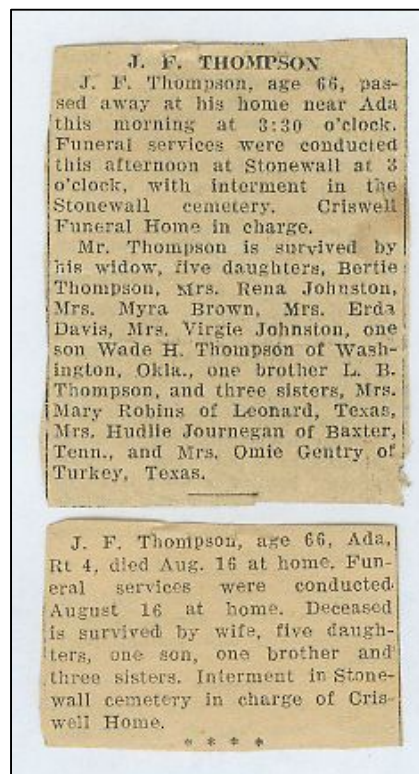 J. F. THOMPSON
J. F. Thompson, age 66, pas-
sed away at his home near Ada
this morning at 3:30 o'clock.
Funeral services were conducted
this afternoon at Stonewall at 3
o'clock, with interment in the
Stonewall cemetery. Criswell
Funeral Home in charge.
Mr. Thompson is survived by
his widow, five daughters, Bertie
Thompson, Mrs. Rena Johnston,
Mrs. Myra Brown, Mrs. Erda
Davis, Mrs. Virgie Johnston, one
son Wade H. Thompson of Wash-
ington, Okla., one brother L. B.
Thompson, and three sisters, Mrs.
Mary Robins of Leonard, Texas,
Mrs. Hudlie Journegan of Baxter,
Tenn., and Mrs. Omie Gentry of
Turkey, Texas.
J. F. Thompson, age 66, Ada,
Rt 4, died Aug. 16 at home. Fun-
eral services were conducted
August 16 at home. Deceased
is survived by wife, five daugh-
ters, one son, one brother and
three sisters. Interment in Stone-
wall cemetery in charge of Cris-
well Home.
* * * *